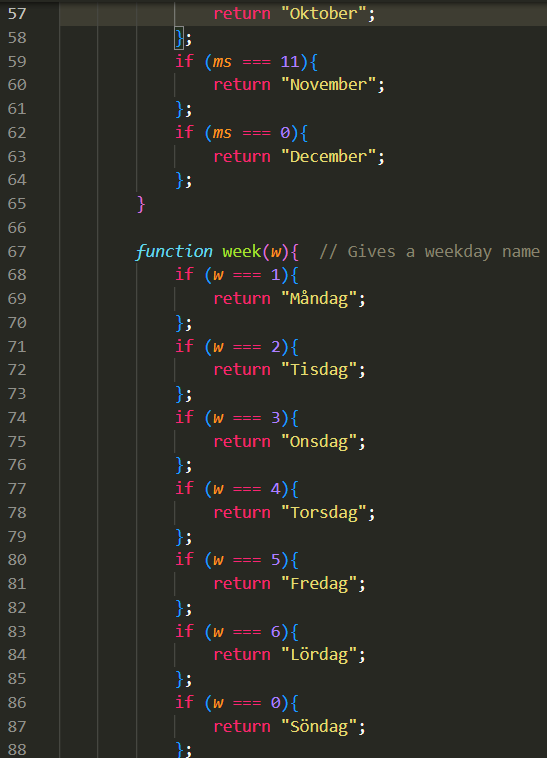 57 return "Oktober";
58 };
59 if (ms === 11){
60 return "November";
61 };
62 if (ms === 0){
63 return "December";
64 };
65 }
66
67 function week(w){  // Gives a weekday name
68 if (w === 1){
69 return "Måndag";
70 };
71 if (w === 2){
72 return "Tisdag";
73 };
74 if (w === 3){
75 return "Onsdag";
76 };
77 if (w === 4){
78 return "Torsdag";
79 };
80 if (w === 5){
81 return "Fredag";
82 };
83 if (w === 6){
84 return "Lördag";
85 };
86 if (w === 0){
87 return "Söndag";
88 };